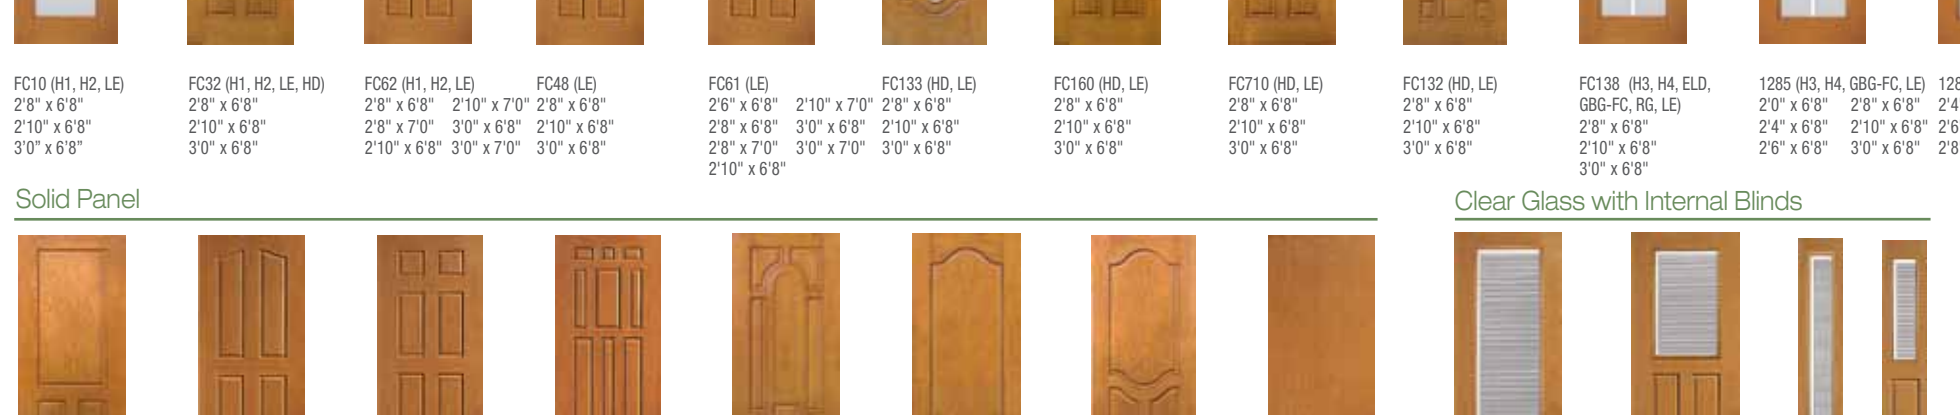 FC10 (H1, H2, LE)
2'8" x 6'8"
2'10" x 6'8"
3’0” x 6’8”
FC32 (H1, H2, LE, HD)
2'8" x 6'8"
2'10" x 6'8"
3'0" x 6'8"
FC62 (H1, H2, LE)
2'8" x 6'8" 2'10" x 7'0"
2'8" x 7'0" 3'0" x 6'8"
2'10" x 6'8" 3'0" x 7'0"
FC48 (LE)
2'8" x 6'8"
2'10" x 6'8"
3'0" x 6'8"
FC61 (LE)
2'6" x 6'8" 2'10" x 7'0"
2'8" x 6'8" 3'0" x 6'8"
2'8" x 7'0" 3'0" x 7'0"
2'10" x 6'8"
FC133 (HD, LE)
2'8" x 6'8"
2'10" x 6'8"
3'0" x 6'8"
FC160 (HD, LE)
2'8" x 6'8"
2'10" x 6'8"
3'0" x 6'8"
FC710 (HD, LE)
2'8" x 6'8"
2'10" x 6'8"
3'0" x 6'8"
FC132 (HD, LE)
2'8" x 6'8"
2'10" x 6'8"
3'0" x 6'8"
FC138 (H3, H4, ELD,
GBG-FC, RG, LE)
2'8" x 6'8"
2'10" x 6'8"
3'0" x 6'8"
1285 (H3, H4, GBG-FC, LE)
2'0" x 6'8" 2'8" x 6'8"
2'4" x 6'8" 2'10" x 6'8"
2'6" x 6'8" 3'0" x 6'8"
Solid Panel
Clear Glass with Internal Blinds